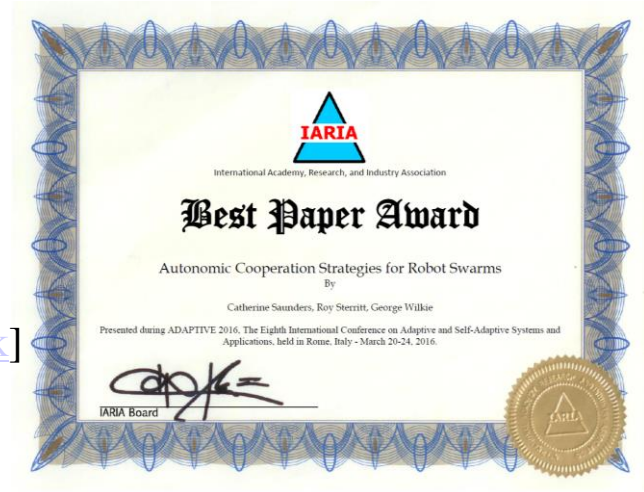 IARIA
International Academy, Research, and Industry Association
Best Paper Award
Autonomic Cooperation Strategies for Robot Swarms
By
Catherine Saunders, Roy Sterritt, George Wilkie
Presented during ADAPTIVE 2016, The Eighth International Conference on Adaptive and Self-Adaptive Systems and
Applications, held in Rome, Italy - March 20-24, 2016.
]
IARIA Board
IARIA